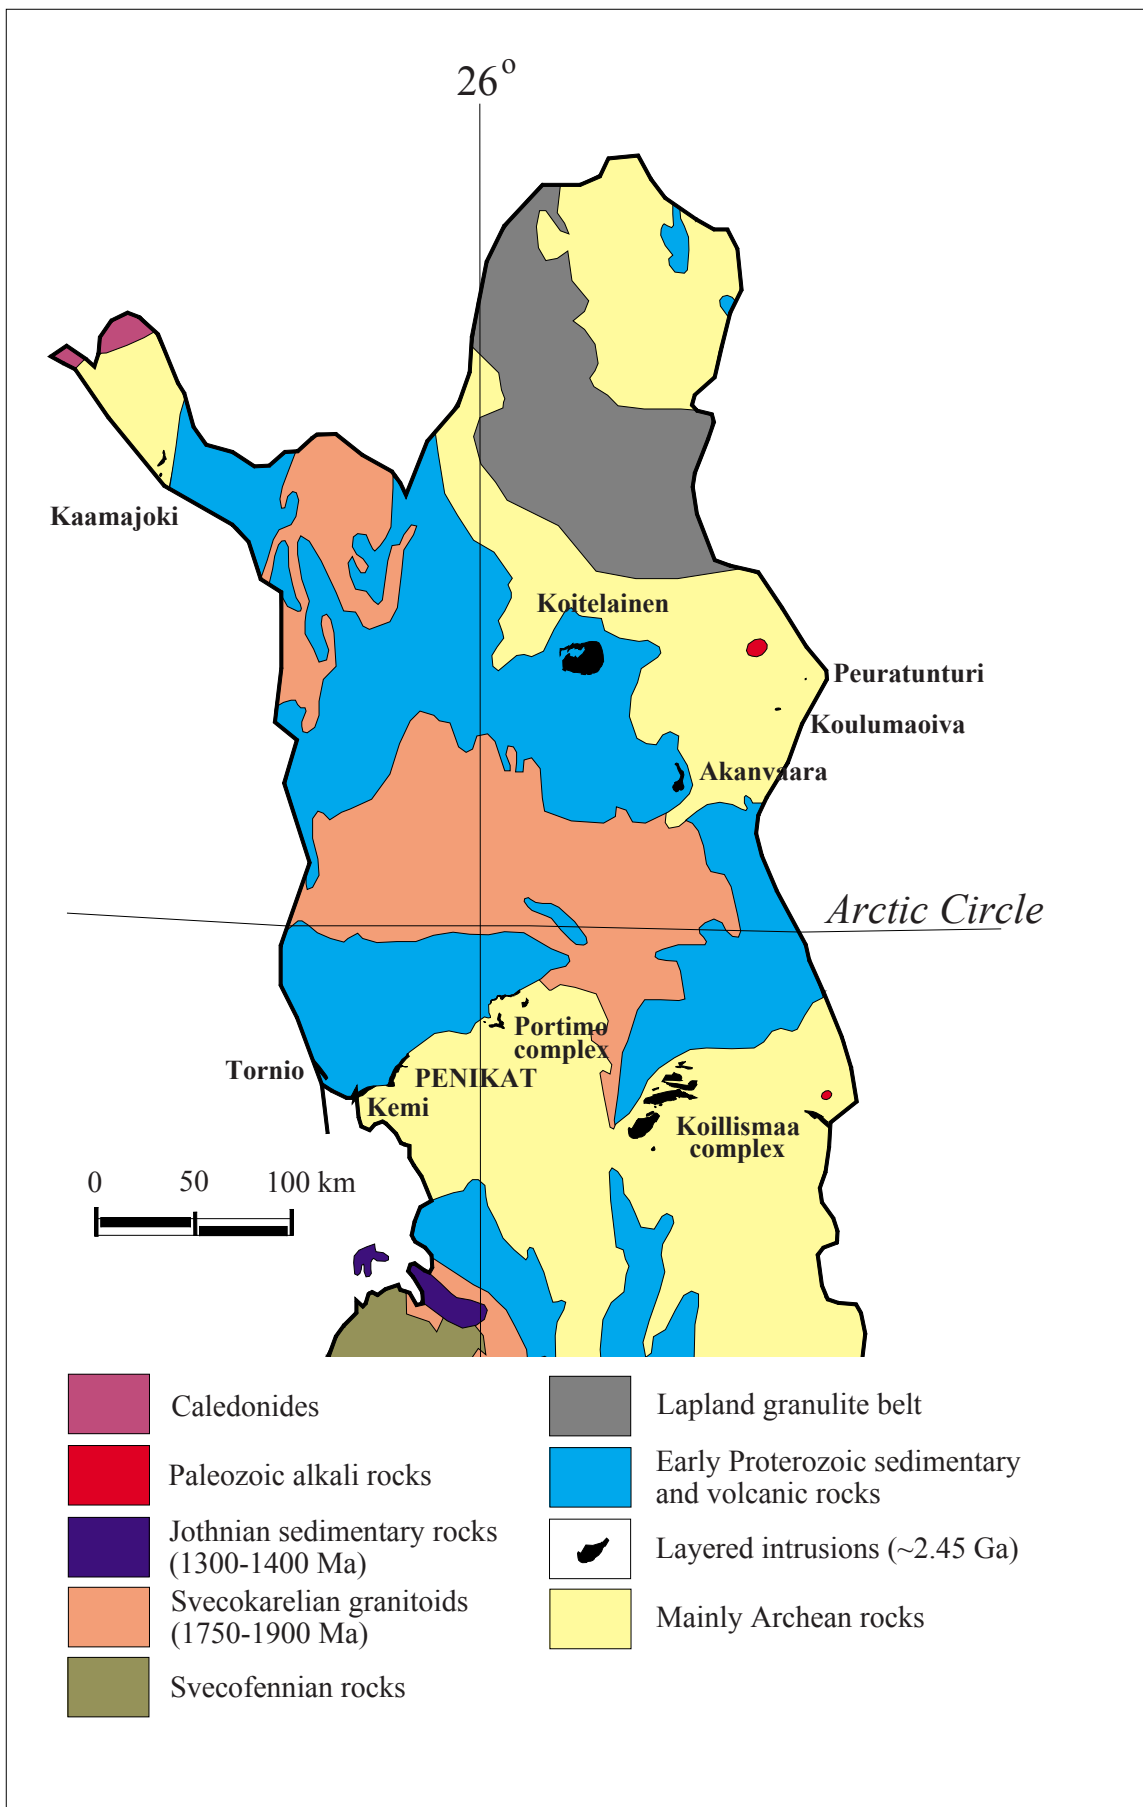 26°
Kaamajoki
Koitelainen
Peuratunturi
Koulumaoiva
Akanvaara
Arctic Circle
Portimo
complex
Tornio
PENIKAT
Kemi
Koillismaa
complex
0 50 100 km
Caledonides
Paleozoic alkali rocks
Jothnian sedimentary rocks
(1300-1400 Ma)
Svecokarelian granitoids
(1750-1900 Ma)
Svecofennian rocks
Lapland granulite belt
Early Proterozoic sedimentary
and volcanic rocks
Layered intrusions (~2.45 Ga)
Mainly Archean rocks